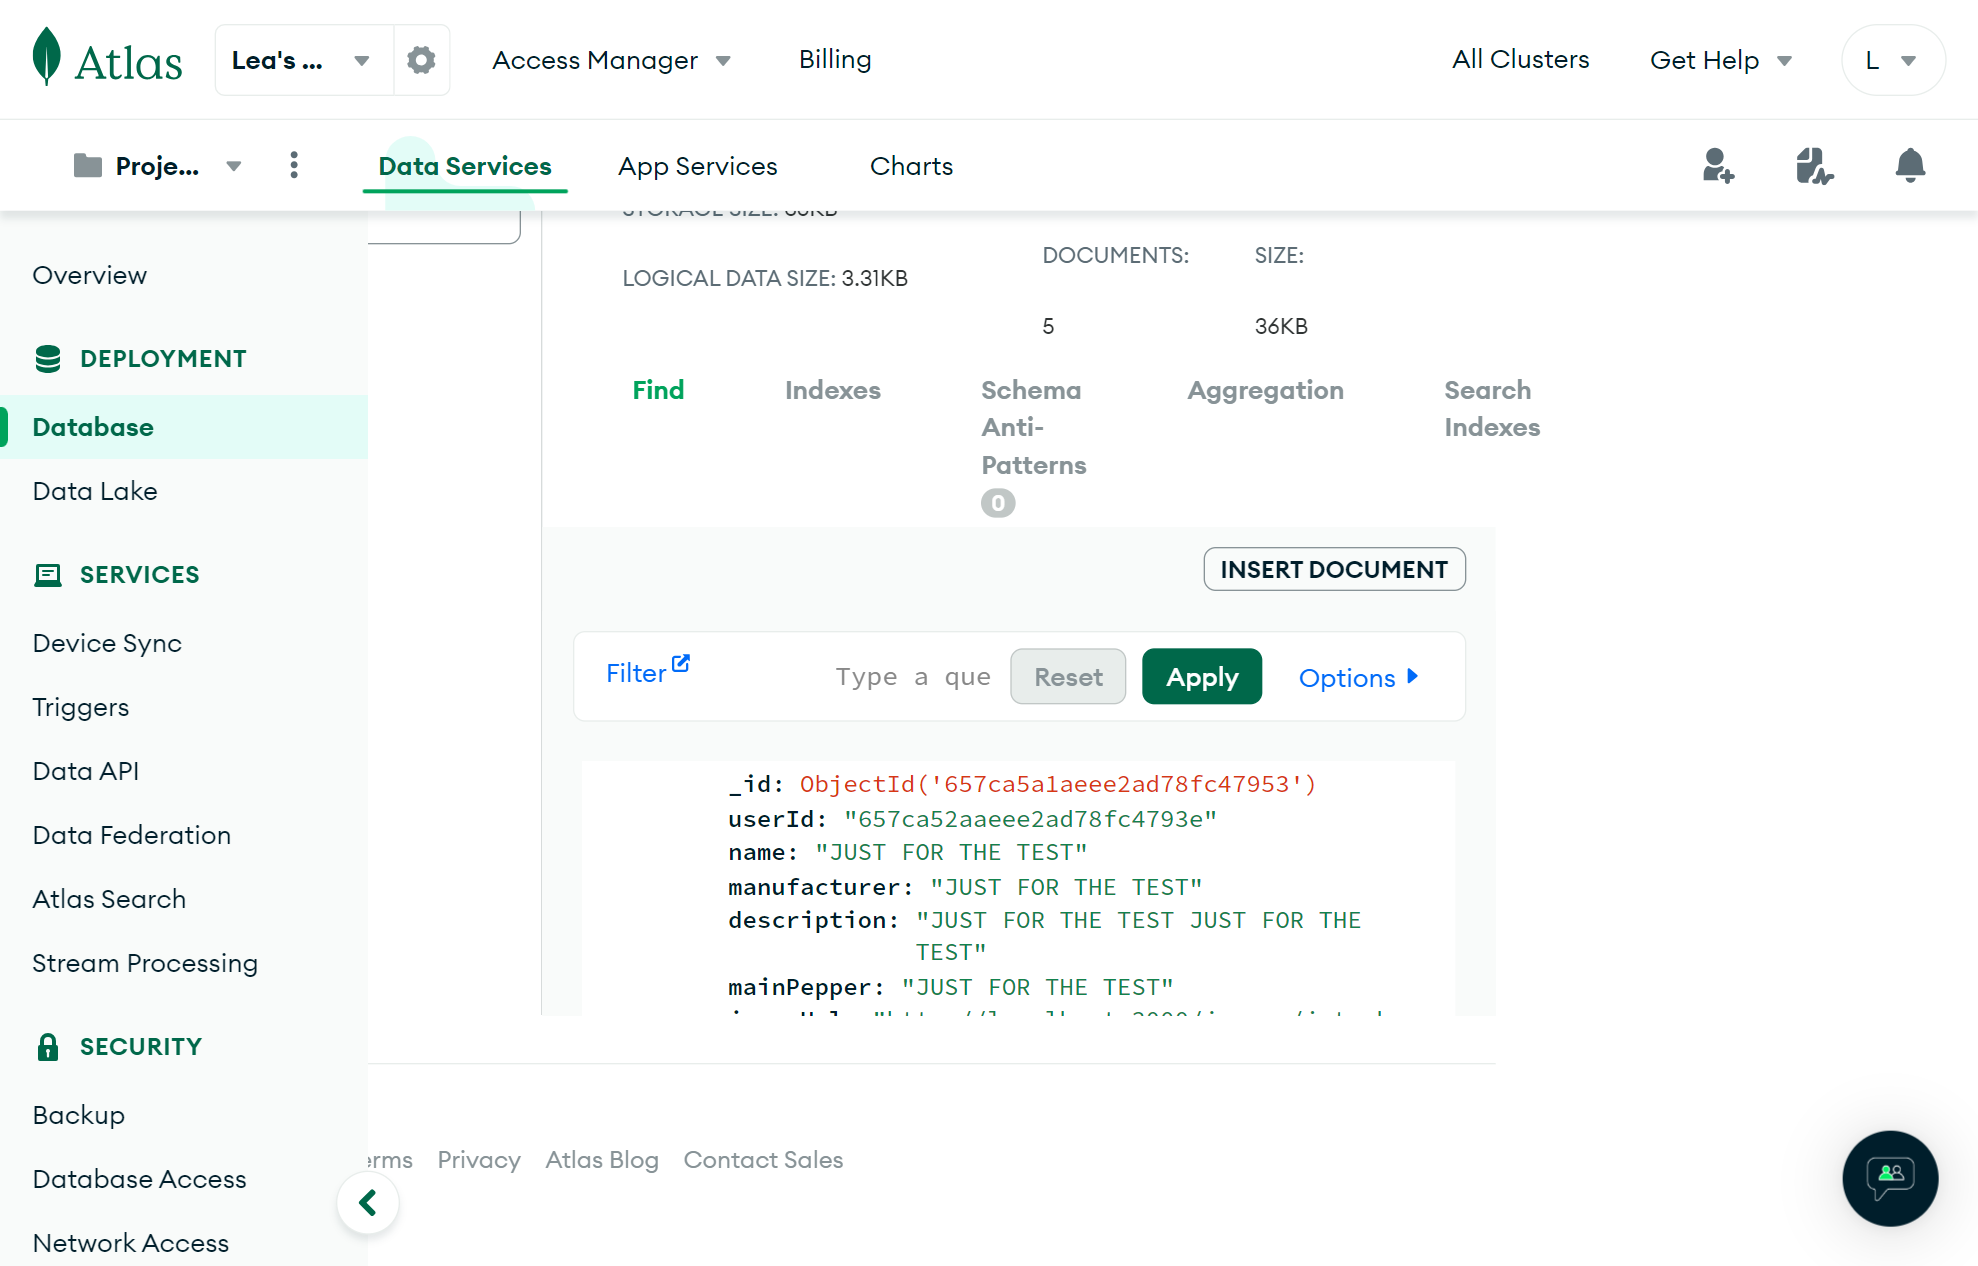 Atlas
Lea's ...
Access Manager
Billing
All Clusters
Get Help
L
Proje...
Data Services
App Services
Charts
Overview
DEPLOYMENT
Database
Data Lake
SERVICES
Device Sync
Triggers
Data API
Data Federation
Atlas Search
Stream Processing
SECURITY
Backup
Database Access
Network Access
STORAGE SIZE: 36KB
LOGICAL DATA SIZE: 3.31KB
DOCUMENTS:
5
SIZE:
36KB
Find
Indexes
Schema
Anti-
Patterns
0
Aggregation
Search
Indexes
INSERT DOCUMENT
Filter
Type a que
Reset
Apply
Options
_id: ObjectId('657ca5a1aeee2ad78fc47953')
userId: "657ca52aaeee2ad78fc4793e"
name: "JUST FOR THE TEST"
manufacturer: "JUST FOR THE TEST"
description: "JUST FOR THE TEST JUST FOR THE
TEST"
mainPepper: "JUST FOR THE TEST"
erms
Privacy
Atlas Blog
Contact Sales